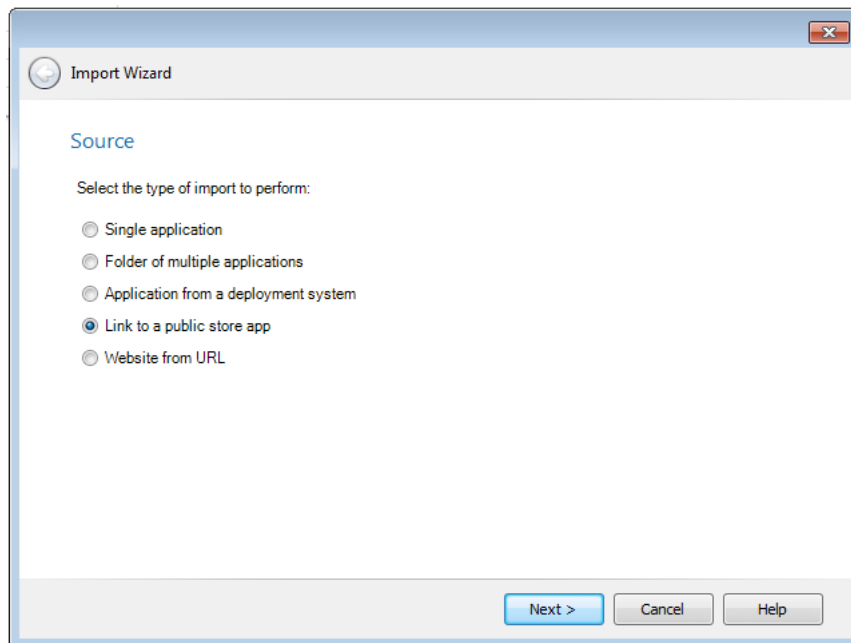 Import Wizard
Source
Select the type of import to perform:
Single application
Folder of multiple applications
Application from a deployment system
Link to a public store app
Website from URL
Next >
Cancel
Help